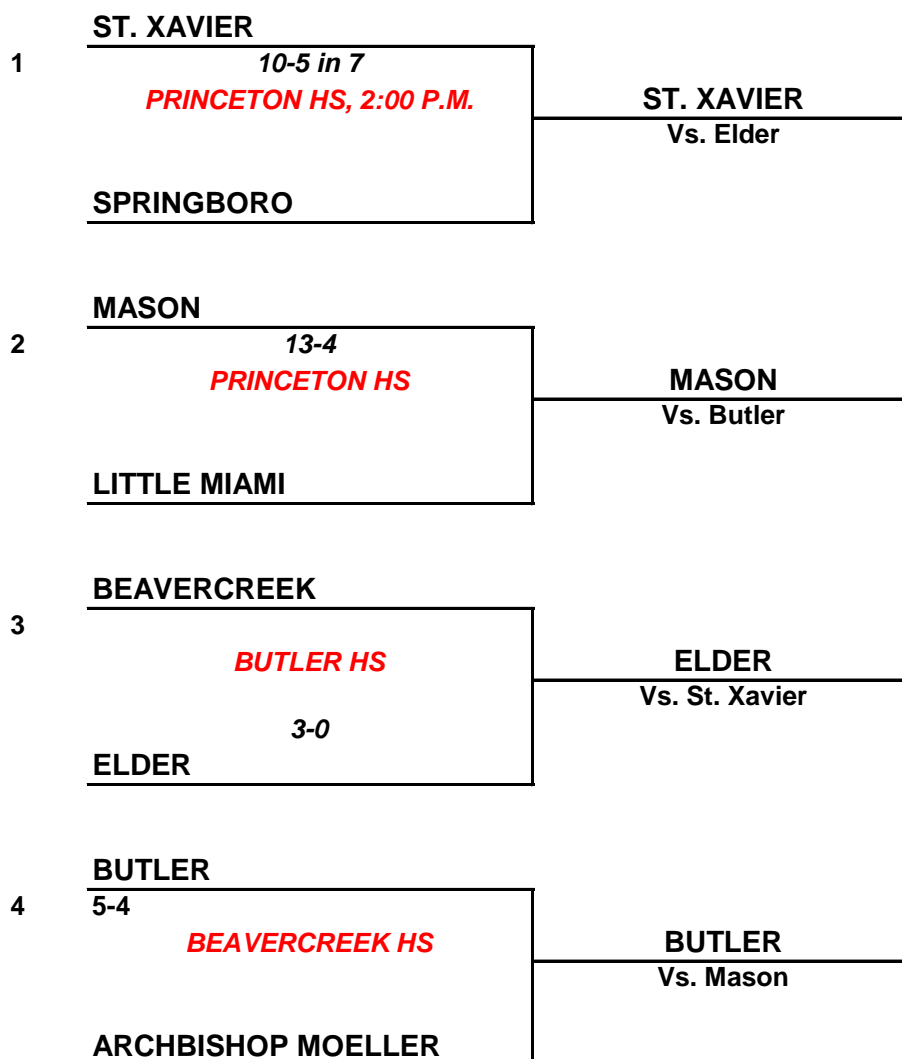 ST. XAVIER
1
10-5 in 7
PRINCETON HS, 2:00 P.M.
ST. XAVIER
Vs. Elder
SPRINGBORO
MASON
2
13-4
PRINCETON HS
MASON
Vs. Butler
LITTLE MIAMI
BEAVERCREEK
3
BUTLER HS
ELDER
Vs. St. Xavier
3-0
ELDER
BUTLER
4
5-4
BEAVERCREEK HS
BUTLER
Vs. Mason
ARCHBISHOP MOELLER